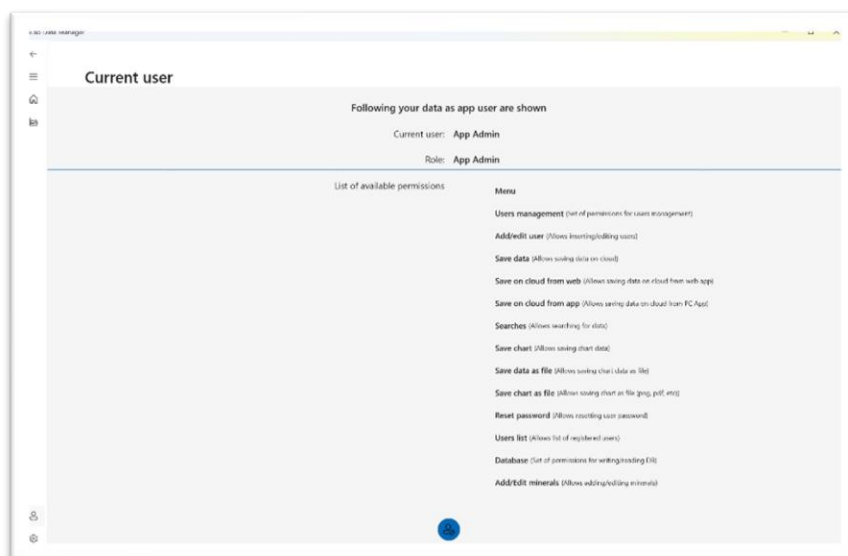 Data Manager
Current user
Following your data as app user are shown
Current user: App Admin
Role: App Admin
List of available permissions
Menu
Users management (Set of permissions for users management)
Add/edit user (Allows inserting/editing users)
Save data (Allows saving data on cloud)
Save on cloud from web (Allows saving data on cloud from web app)
Save on cloud from app (Allows saving data on cloud from PC App)
Searches (Allows searching for data)
Save chart (Allows saving chart data)
Save data as file (Allows saving chart data as file)
Save chart as file (Allows saving chart as file (png, pdf, etc))
Reset password (Allows resetting user password)
Users list (Allows list of registered users)
Database (Set of permissions for writing/reading DB)
Add/Edit minerals (Allows adding/editing minerals)